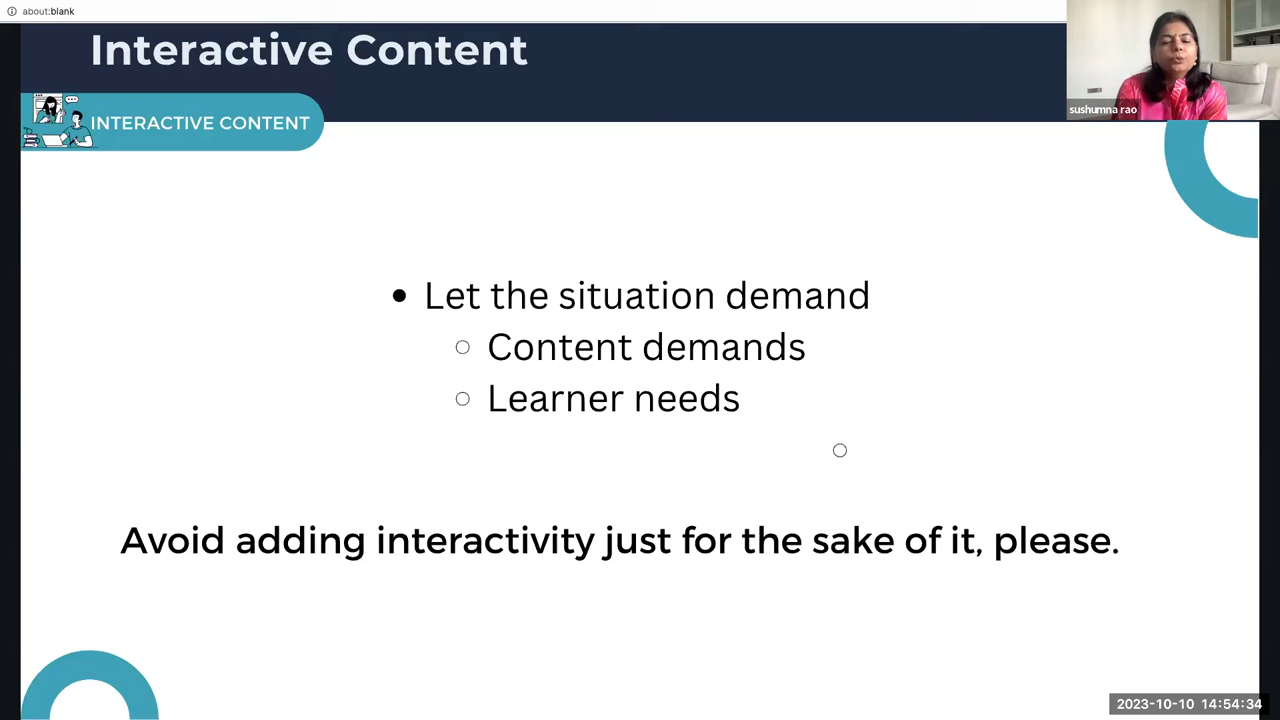 about:blank
Interactive Content
INTERACTIVE CONTENT
sushumna rao
Let the situation demand
Content demands
Learner needs
Avoid adding interactivity just for the sake of it, please.
2023-10-10 14:54:34